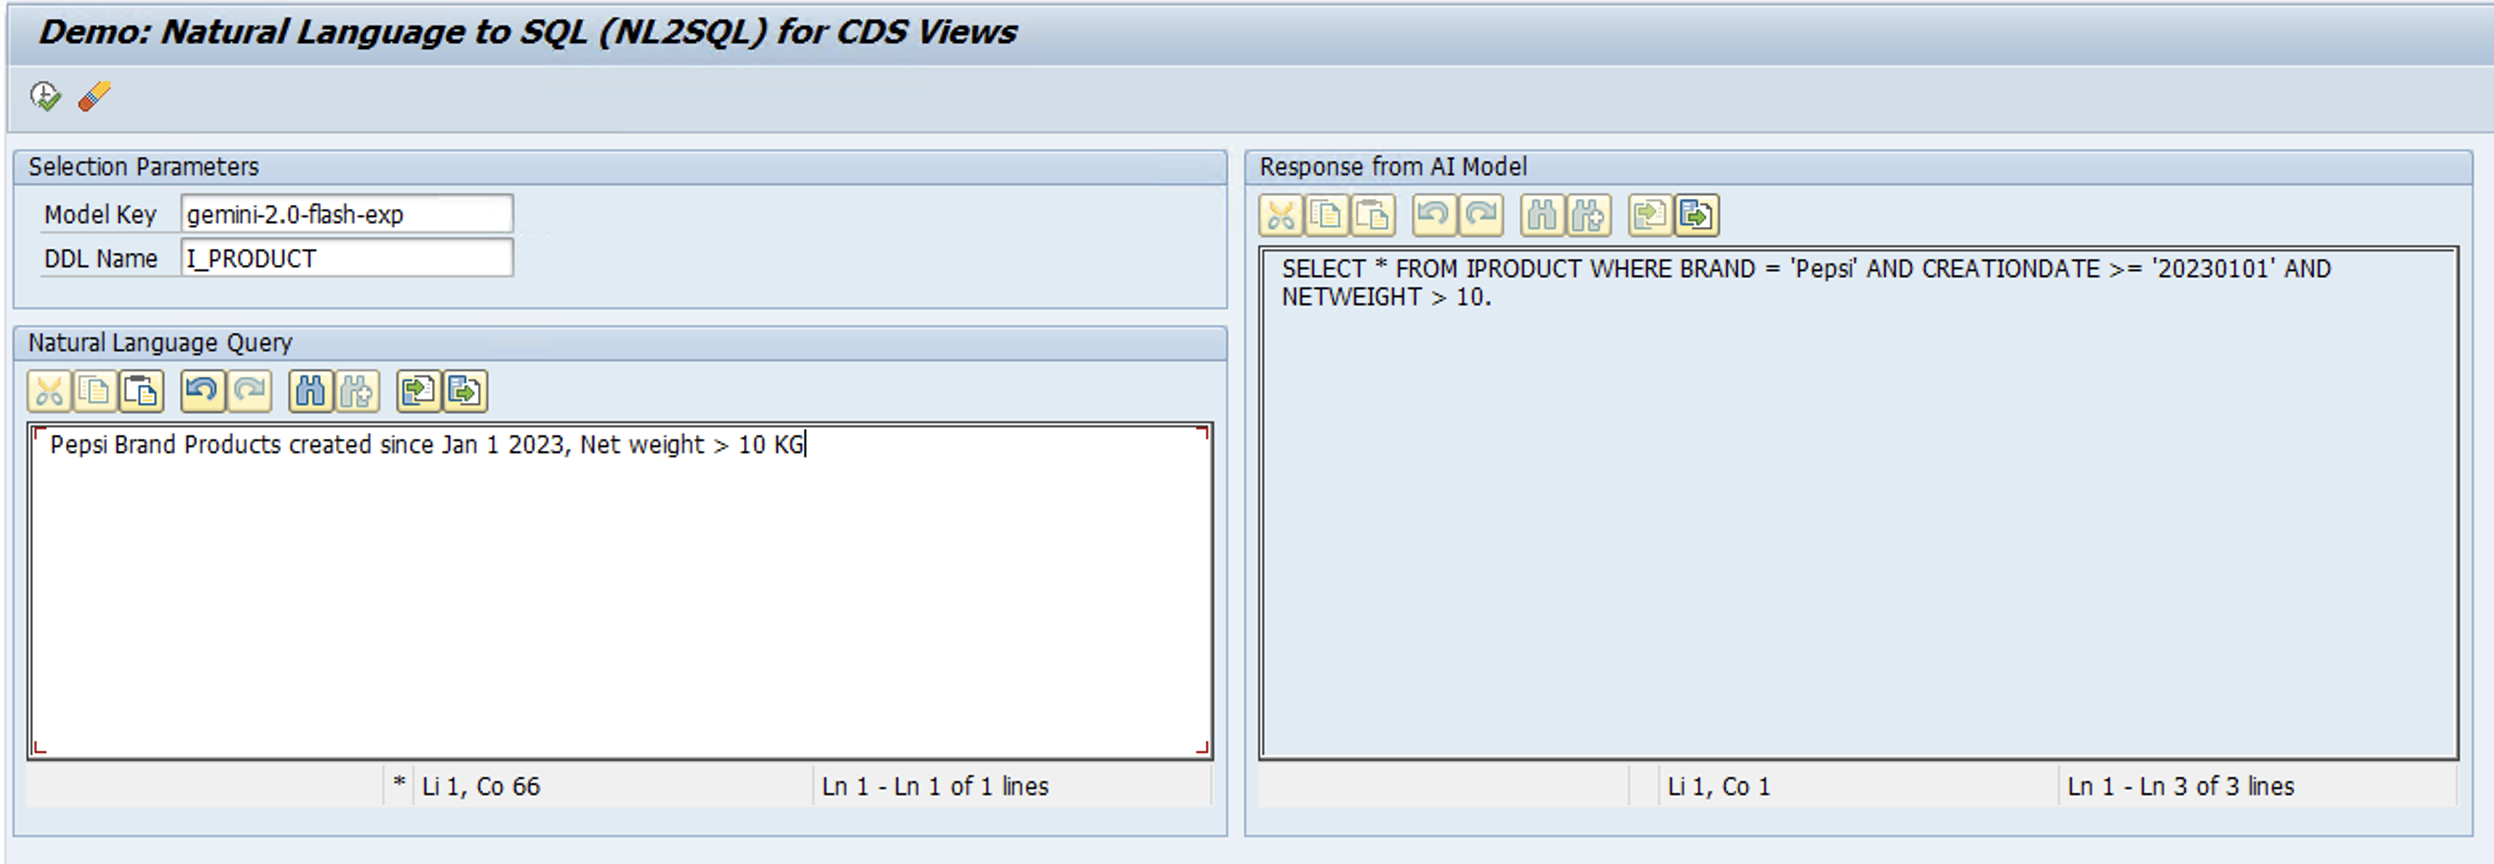 Demo: Natural Language to SQL (NL2SQL) for CDS Views
Selection Parameters
Model Key gemini-2.0-flash-exp
DDL Name I_PRODUCT
Natural Language Query
Pepsi Brand Products created since Jan 1 2023, Net weight > 10 KG
* Li 1, Co 66 Ln 1 - Ln 1 of 1 lines
Response from AI Model
SELECT * FROM IPRODUCT WHERE BRAND = 'Pepsi' AND CREATIONDATE >= '20230101' AND
NETWEIGHT > 10.
Li 1, Co 1 Ln 1 - Ln 3 of 3 lines